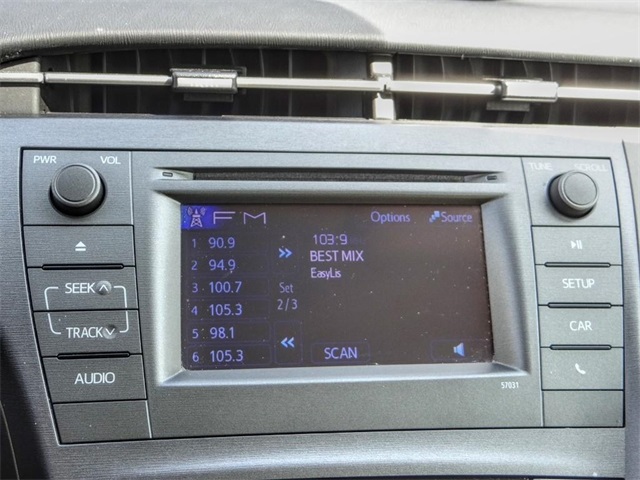 PWR VOL
TUNE SCROLL
FM
Options
Source
1 90.9
2 94.9
3 100.7
4 105.3
5 98.1
6 105.3
103:9
BEST MIX
EasyLis
Set
2/3
SCAN
SEEK
TRACK
AUDIO
SETUP
CAR
57031